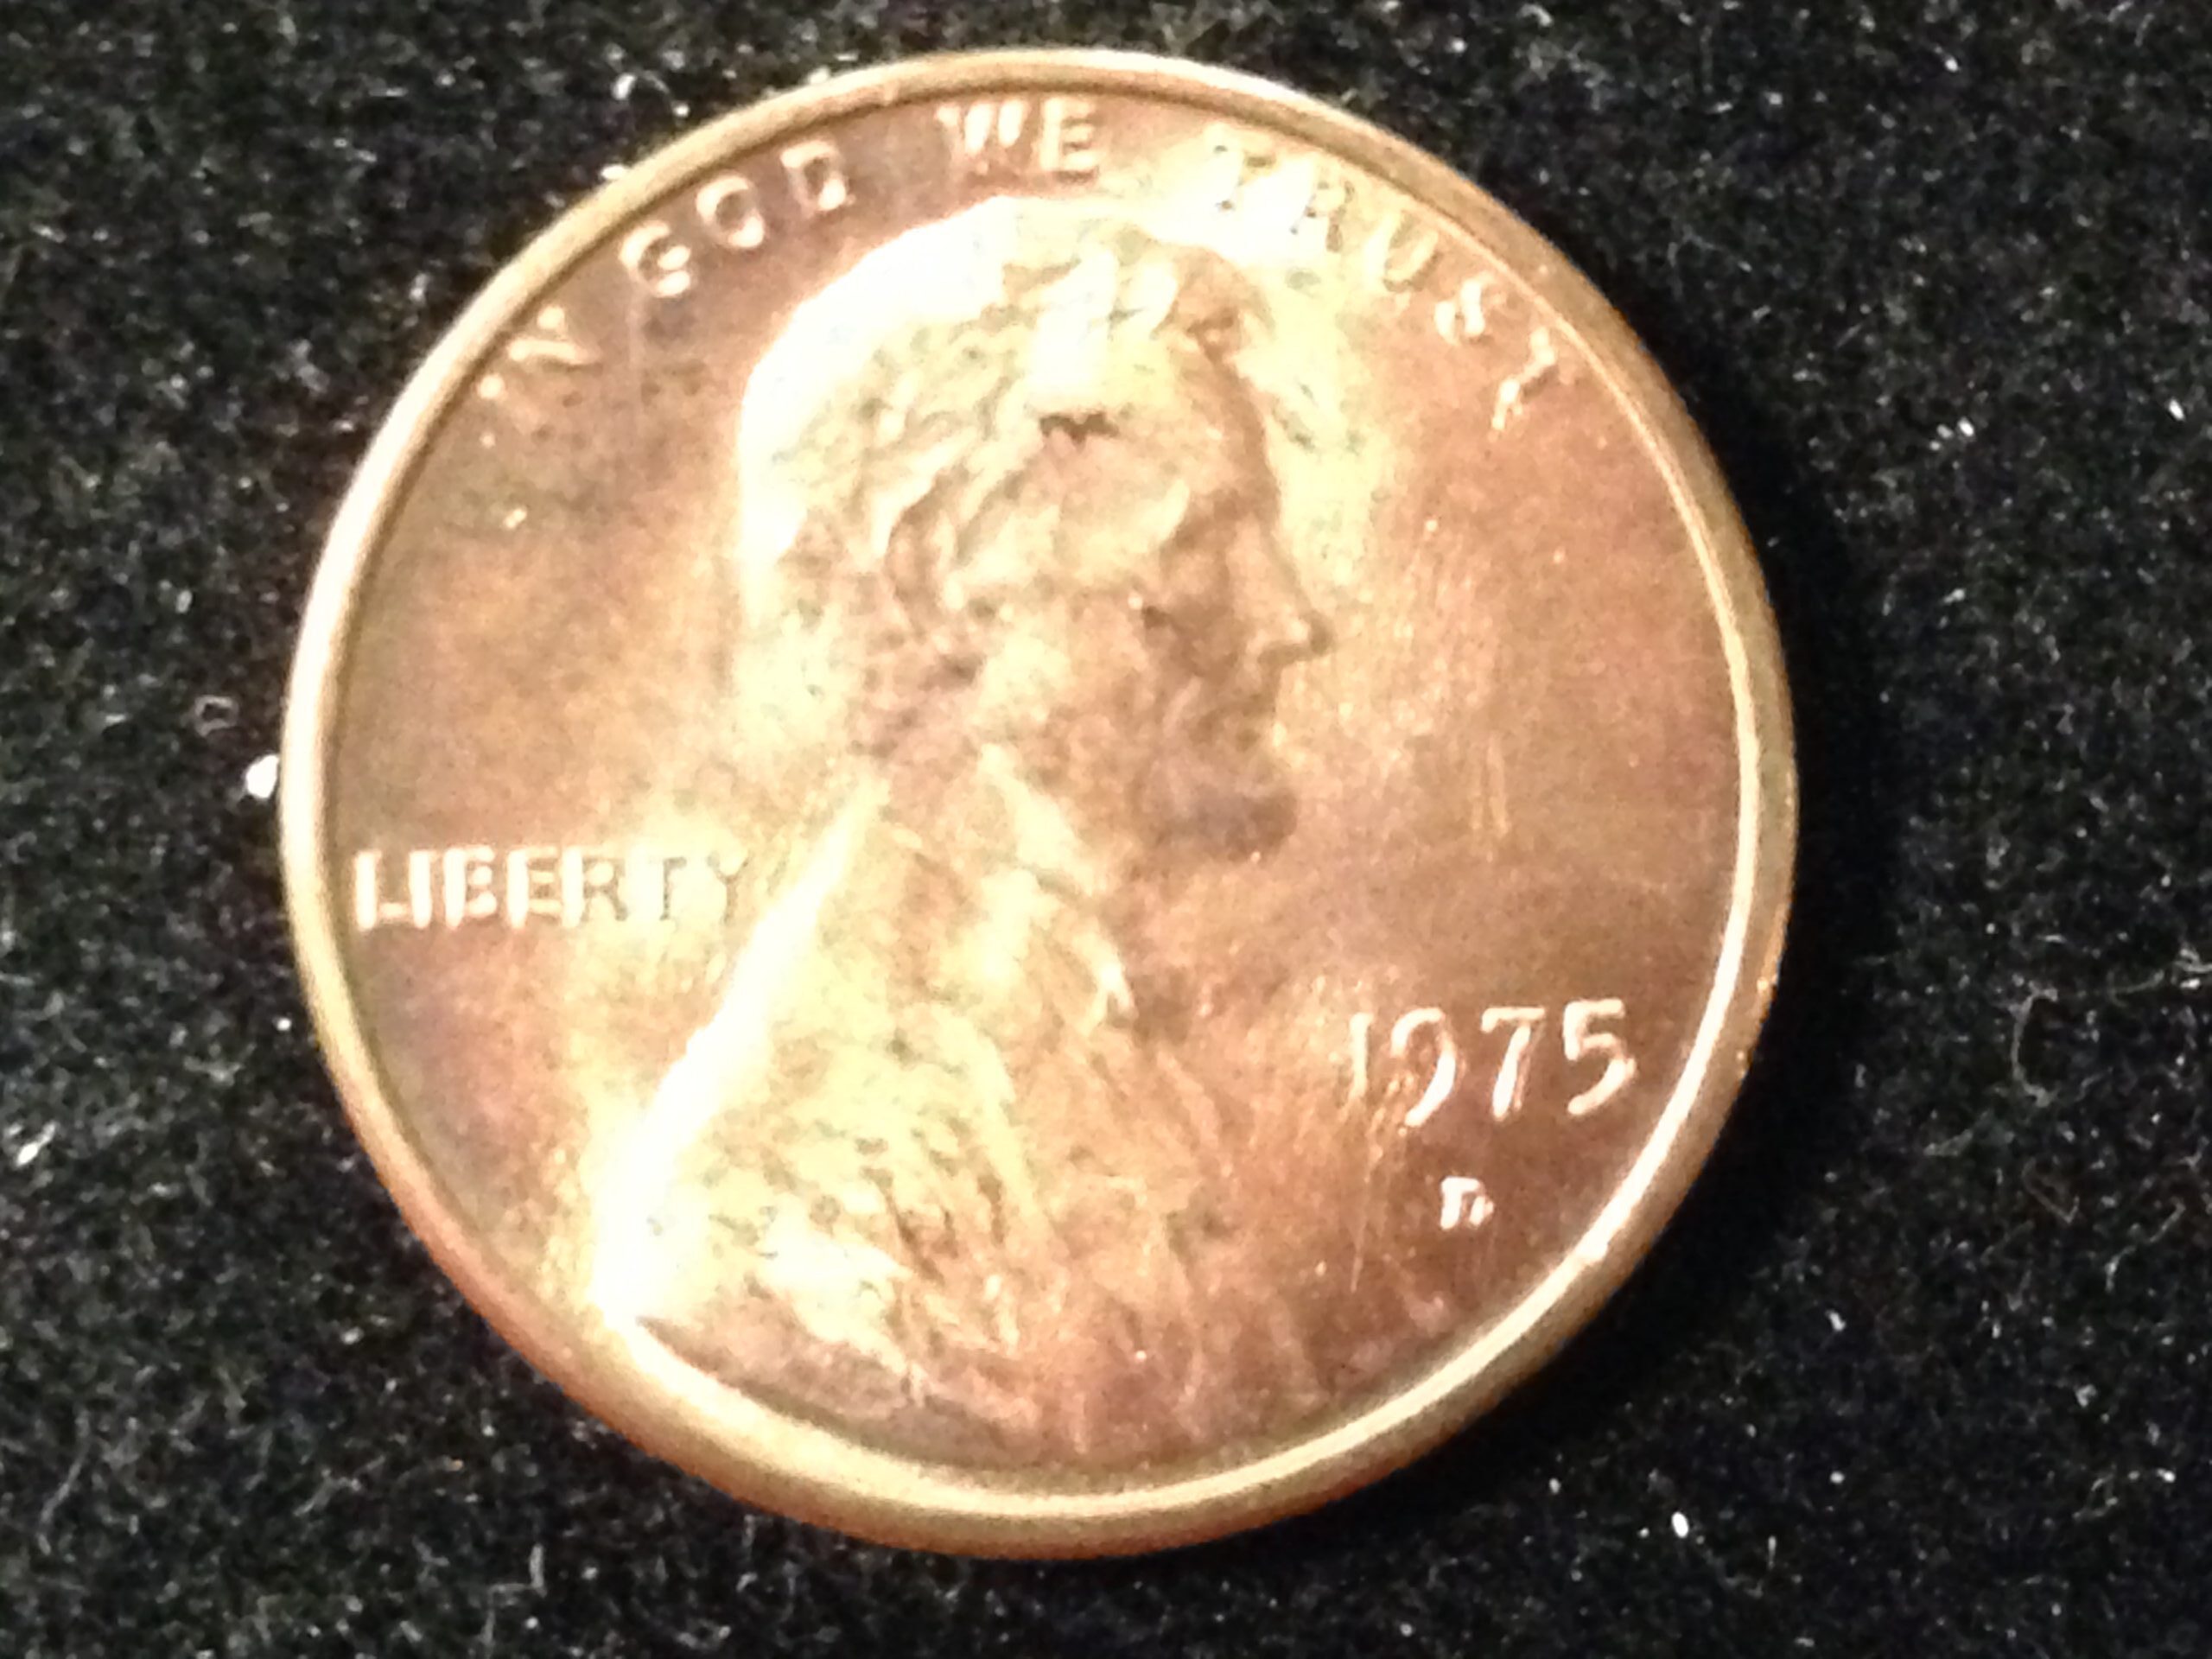 IN GOD WE TRUST
LIBERTY
1975
D